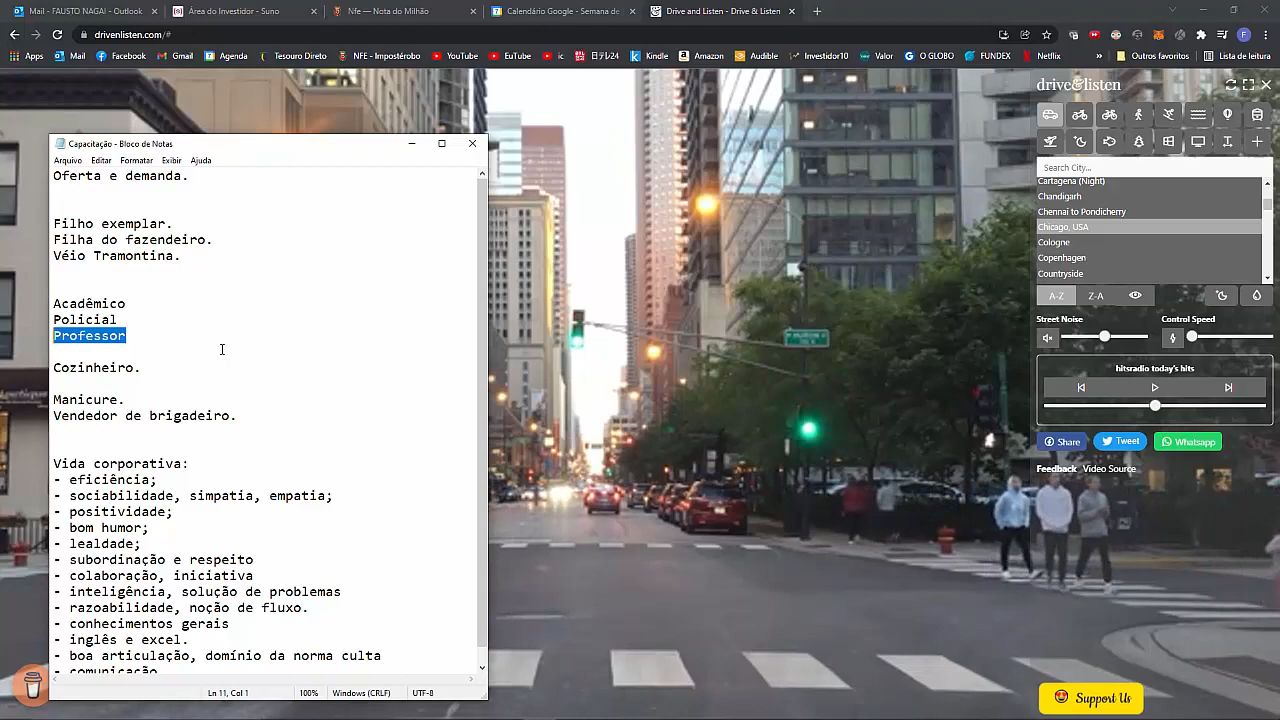 Mail - FAUSTO NAGAI - Outlook
Área do Investidor - Suno
Nfe — Nota do Milhão
Calendário Google - Semana de
Drive and Listen - Drive & Listen
drivenlisten.com/#
Apps Mail Facebook Gmail Agenda Tesouro Direto NFE - Impostérobo YouTube EuTube ic 日刊24 Kindle Amazon Audible Investidor10 Valor O GLOBO FUNDEX Netflix » Outros favoritos Lista de leitura
Capacitação - Bloco de Notas
Arquivo Editar Formatar Exibir Ajuda
Oferta e demanda.
Filho exemplar.
Filha do fazendeiro.
Véio Tramontina.
Acadêmico
Policial
Professor
Cozinheiro.
Manicure.
Vendedor de brigadeiro.
Vida corporativa:
- eficiência;
- sociabilidade, simpatia, empatia;
- positividade;
- bom humor;
- lealdade;
- subordinação e respeito
- colaboração, iniciativa
- inteligência, solução de problemas
- razoabilidade, noção de fluxo.
- conhecimentos gerais
- inglês e excel.
- boa articulação, domínio da norma culta
- comunicação
Ln 11, Col 1 100% Windows (CRLF) UTF-8
drive&listen
Search City...
Cartagena (Night)
Chandigarh
Chennai to Pondicherry
Chicago, USA
Cologne
Copenhagen
Countryside
A-Z Z-A
Street Noise Control Speed
hitsradio today's hits
Share Tweet Whatsapp
Feedback Video Source
Support Us